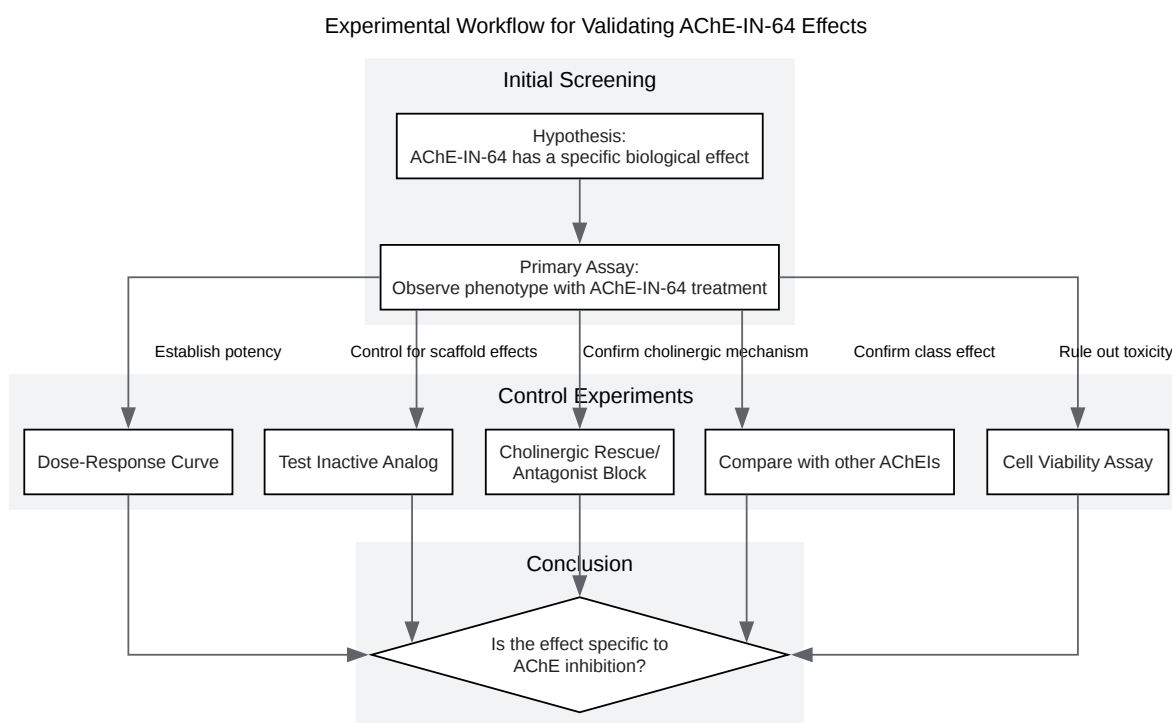 Experimental Workflow for Validating AChE-IN-64 Effects
Initial Screening
Hypothesis:
AChE-IN-64 has a specific biological effect
Primary Assay:
Observe phenotype with AChE-IN-64 treatment
Establish potency
Control for scaffold effects
Confirm cholinergic mechanism
Confirm class effect
Rule out toxicity
Control Experiments
Dose-Response Curve
Test Inactive Analog
Cholinergic Rescue/
Antagonist Block
Compare with other AChEIs
Cell Viability Assay
Conclusion
Is the effect specific to
AChE inhibition?